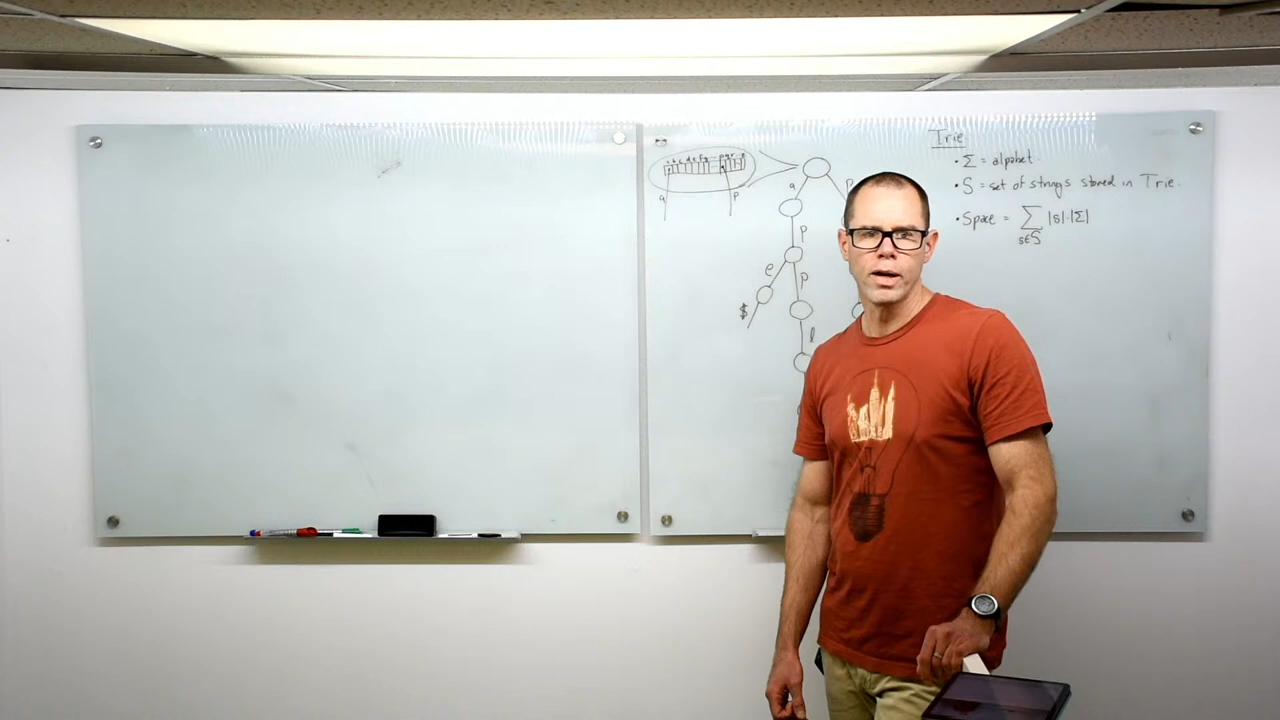 Trie
• Σ = alphabet.
• S = set of strings stored in Trie.
• Space = Σ |s|·|Σ|
s∈S
a
p
a
p
p
e
p
$
l